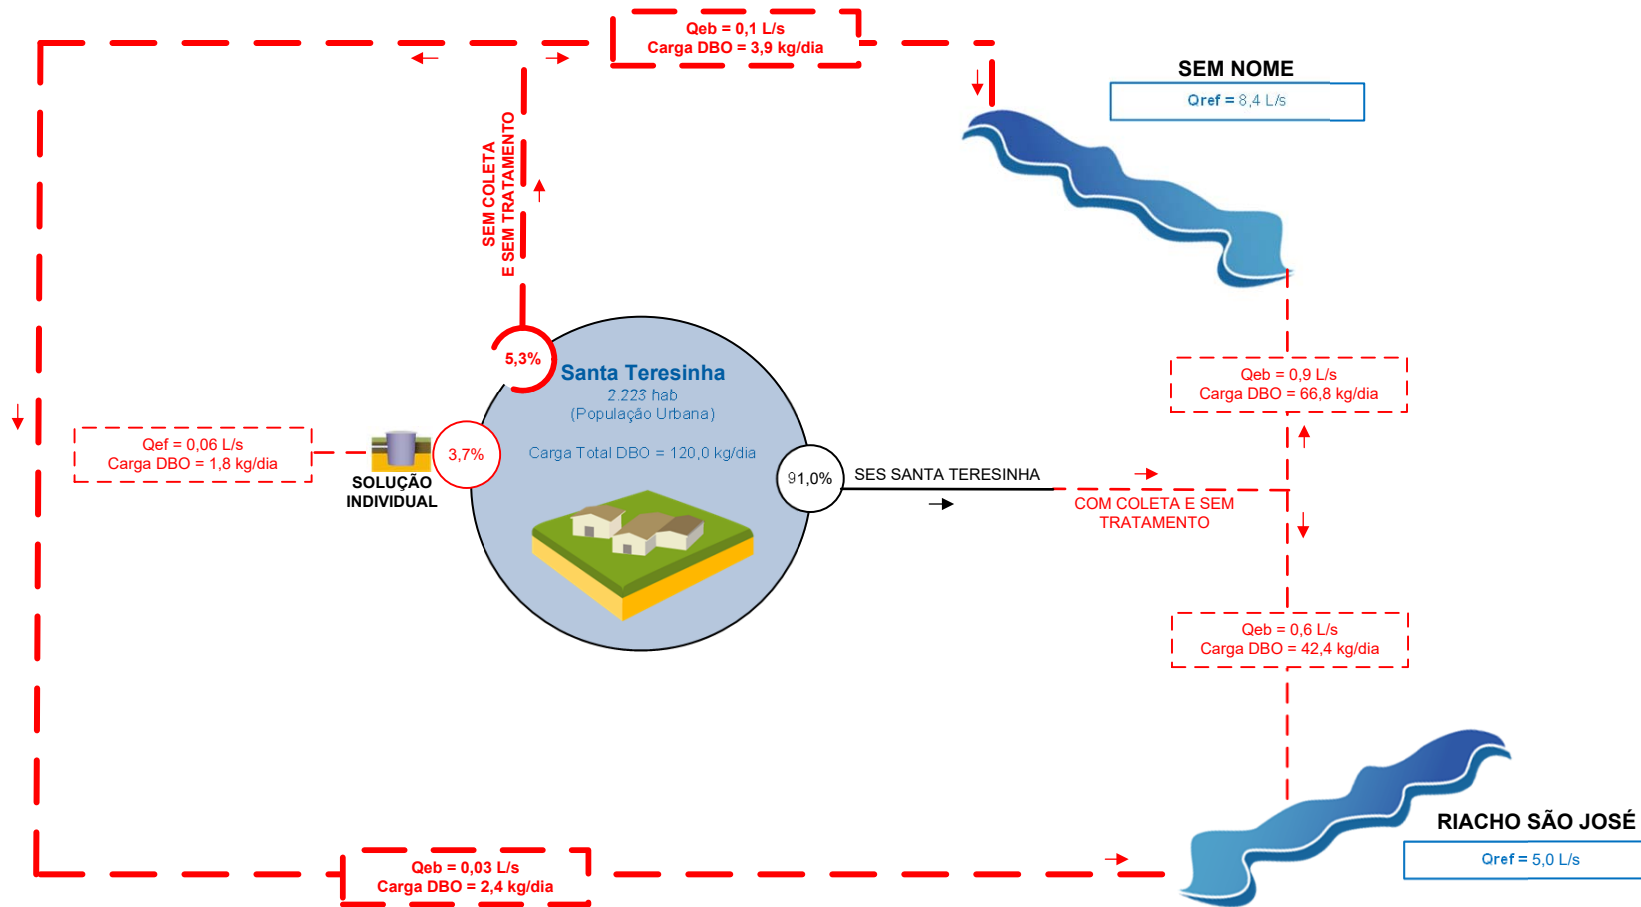 Qeb = 0,1 L/s
Carga DBO = 3,9 kg/dia
SEM NOME
Qref = 8,4 L/s
SEM COLETA
E SEM TRATAMENTO
5,3%
Santa Teresinha
2.223 hab
(População Urbana)
Carga Total DBO = 120,0 kg/dia
Qeb = 0,9 L/s
Carga DBO = 66,8 kg/dia
Qef = 0,06 L/s
Carga DBO = 1,8 kg/dia
SOLUÇÃO
INDIVIDUAL
3,7%
91,0%
SES SANTA TERESINHA
COM COLETA E SEM
TRATAMENTO
Qeb = 0,6 L/s
Carga DBO = 42,4 kg/dia
RIACHO SÃO JOSÉ
Qref = 5,0 L/s
Qeb = 0,03 L/s
Carga DBO = 2,4 kg/dia